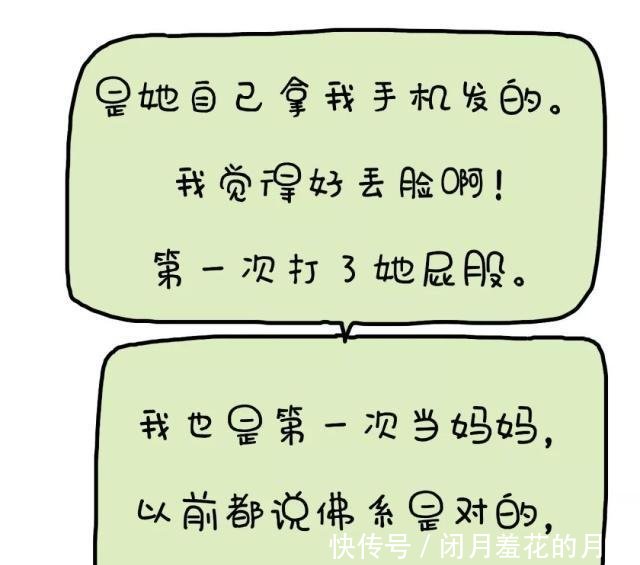 是她自己拿我手机发的。
我觉得好丢脸啊!
第一次打了她屁股。
我也是第一次当妈妈,
以前都说佛系是对的,
快传号/闭月羞花的月